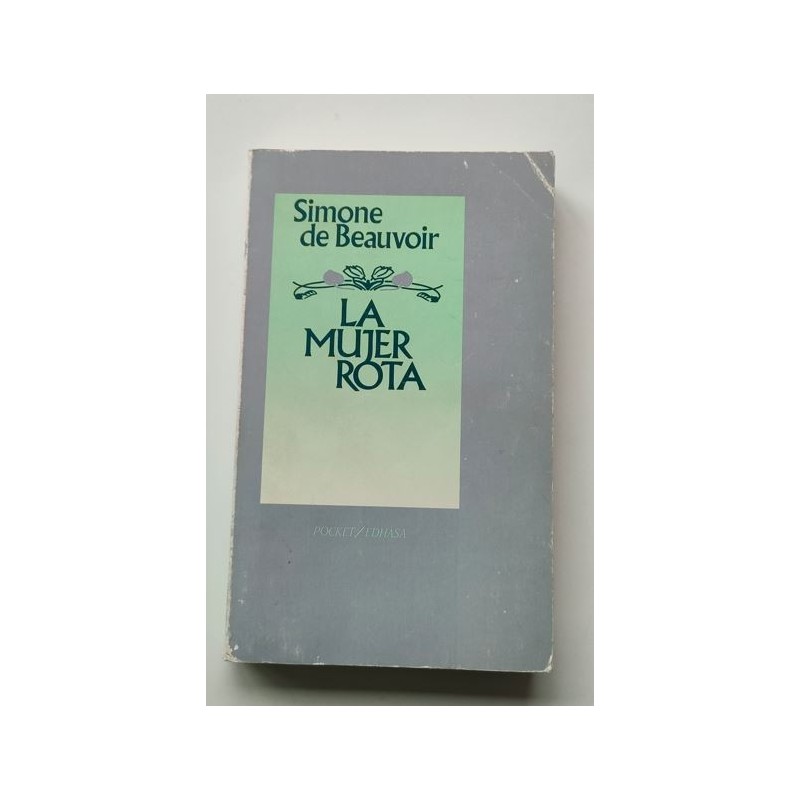 Simone
de Beauvoir
LA
MUJER
ROTA
POCKET/EDHASA